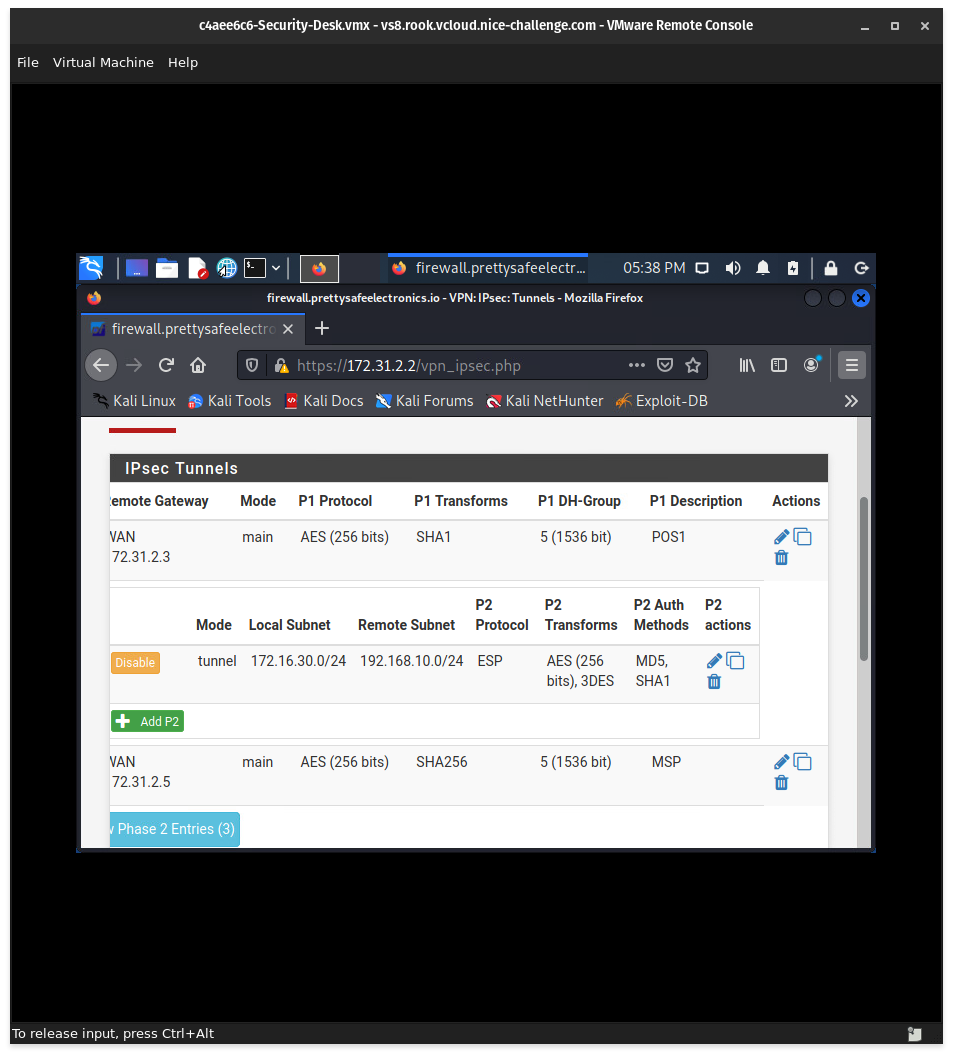 c4aee6c6-Security-Desk.vmx - vs8.rook.vcloud.nice-challenge.com - VMware Remote Console
File Virtual Machine Help
firewall.prettysafeelectr... 05:38 PM
firewall.prettysafeelectronics.io - VPN: IPsec: Tunnels - Mozilla Firefox
firewall.prettysafeelectro
https://172.31.2.2/vpn_ipsec.php
Kali Linux Kali Tools Kali Docs Kali Forums Kali NetHunter Exploit-DB
IPsec Tunnels
emote Gateway Mode P1 Protocol P1 Transforms P1 DH-Group P1 Description Actions
WAN main AES (256 bits) SHA1 5 (1536 bit) POS1
72.31.2.3
Mode Local Subnet Remote Subnet P2 Protocol P2 Transforms P2 Auth Methods P2 actions
Disable tunnel 172.16.30.0/24 192.168.10.0/24 ESP AES (256 bits), 3DES MD5, SHA1
Add P2
WAN main AES (256 bits) SHA256 5 (1536 bit) MSP
72.31.2.5
Phase 2 Entries (3)
To release input, press Ctrl+Alt